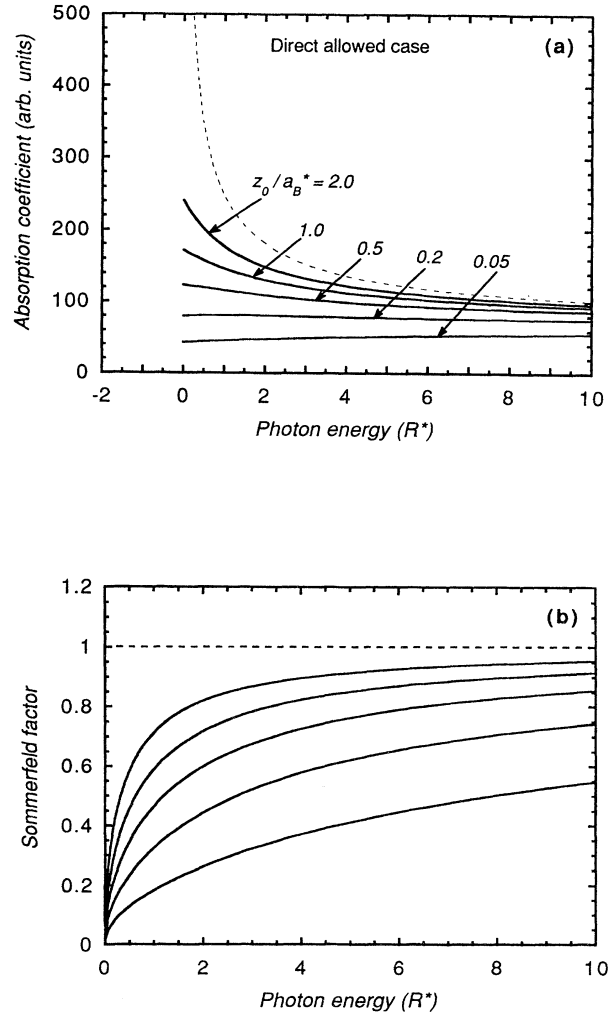 500
400
300
200
100
0
Absorption coefficient (arb. units)
Direct allowed case
(a)
z0 / aB* = 2.0
1.0
0.5
0.2
0.05
-2 0 2 4 6 8 10
Photon energy (R*)
1.2
1
0.8
0.6
0.4
0.2
0
Sommerfeld factor
(b)
0 2 4 6 8 10
Photon energy (R*)